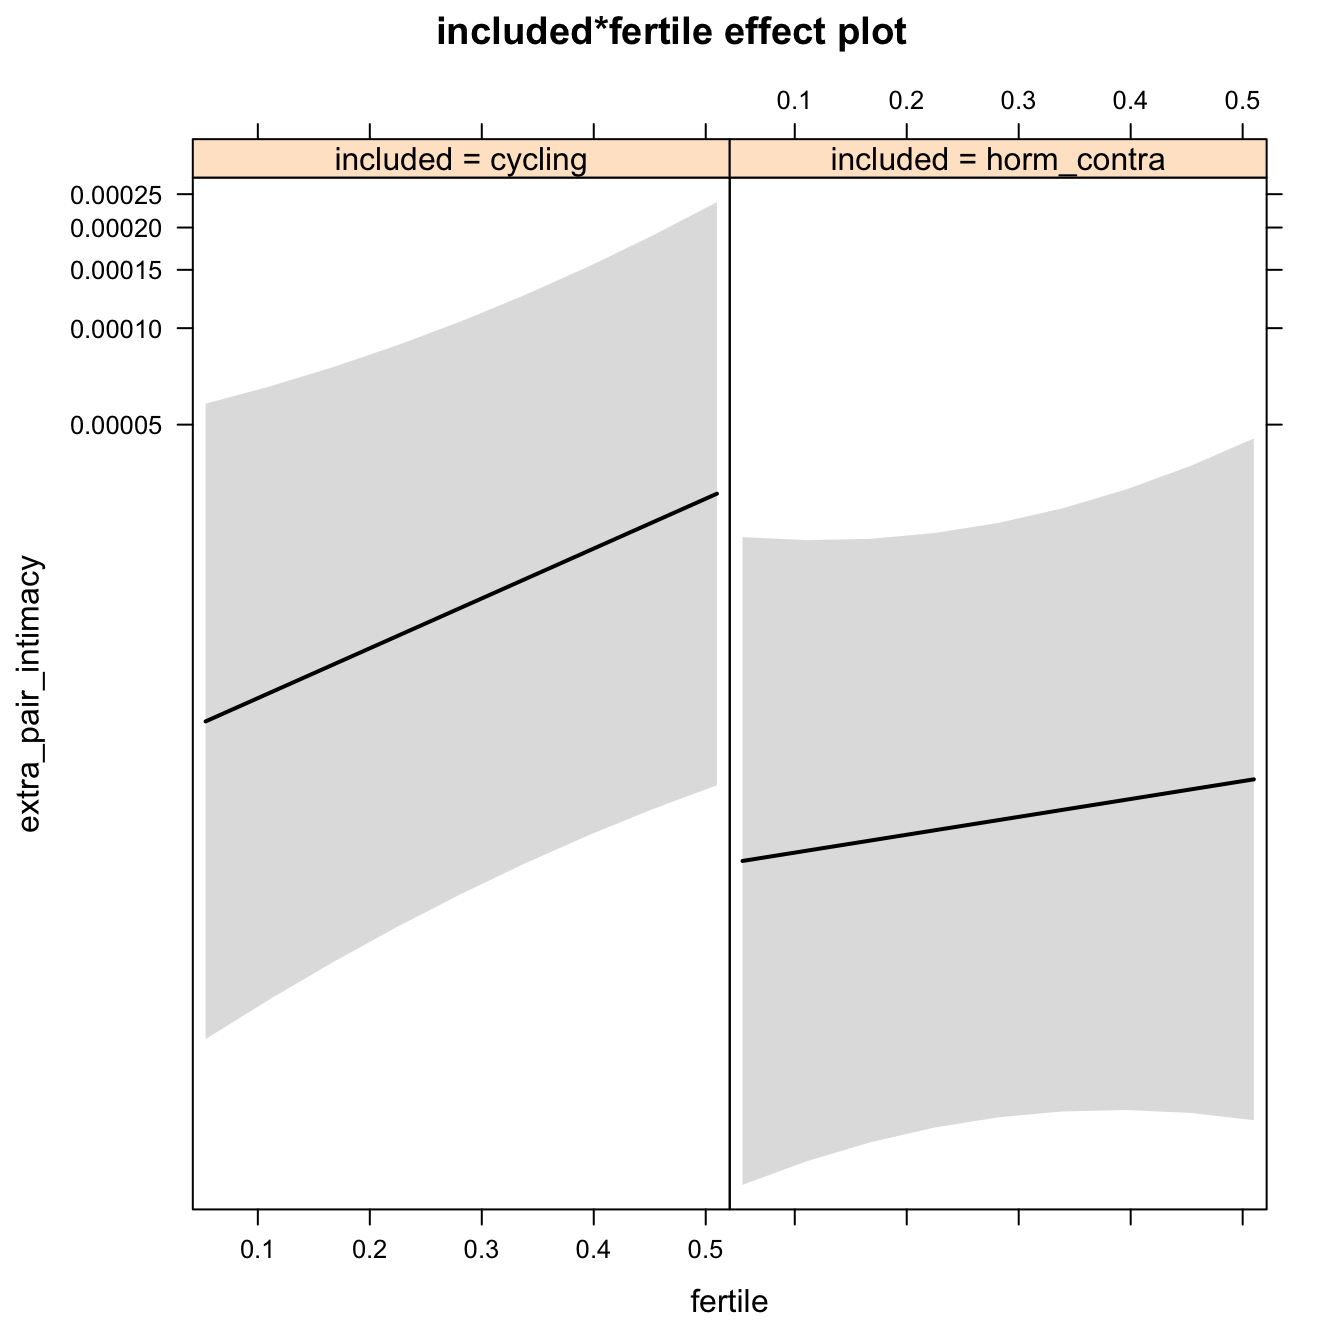 included*fertile effect plot
0.1 0.2 0.3 0.4 0.5
included = cycling included = horm_contra
0.00025
0.00020
0.00015
0.00010
0.00005
extra_pair_intimacy
0.1 0.2 0.3 0.4 0.5
fertile